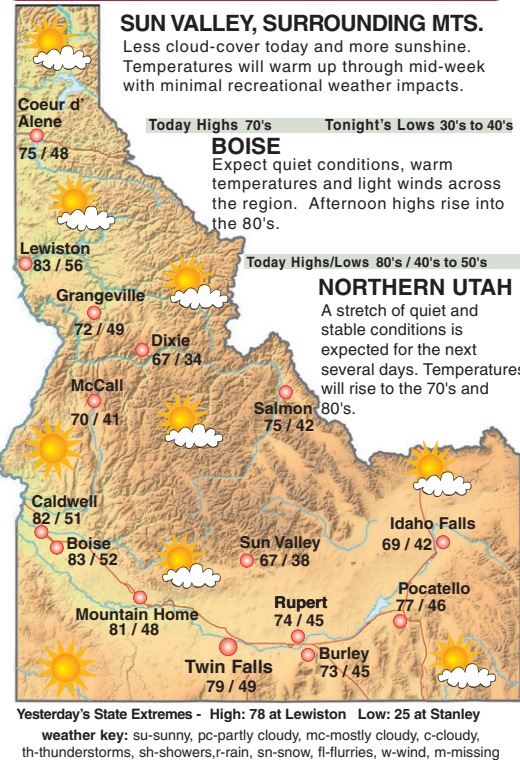 SUN VALLEY, SURROUNDING MTS.
Less cloud-cover today and more sunshine.
Temperatures will warm up through mid-week
with minimal recreational weather impacts.
Today Highs 70's Tonight's Lows 30's to 40's
BOISE
Expect quiet conditions, warm
temperatures and light winds across
the region. Afternoon highs rise into
the 80's.
Today Highs/Lows 80's / 40's to 50's
NORTHERN UTAH
A stretch of quiet and
stable conditions is
expected for the next
several days. Temperatures
will rise to the 70's and
80's.
Coeur d'
Alene
75 / 48
Lewiston
83 / 56
Grangeville
72 / 49
Dixie
67 / 34
McCall
70 / 41
Salmon
75 / 42
Caldwell
82 / 51
Boise
83 / 52
Sun Valley
67 / 38
Idaho Falls
69 / 42
Pocatello
77 / 46
Mountain Home
81 / 48
Rupert
74 / 45
Burley
73 / 45
Twin Falls
79 / 49
Yesterday's State Extremes - High: 78 at Lewiston Low: 25 at Stanley
weather key: su-sunny, pc-partly cloudy, mc-mostly cloudy, c-cloudy,
th-thunderstorms, sh-showers,r-rain, sn-snow, fl-flurries, w-wind, m-missing